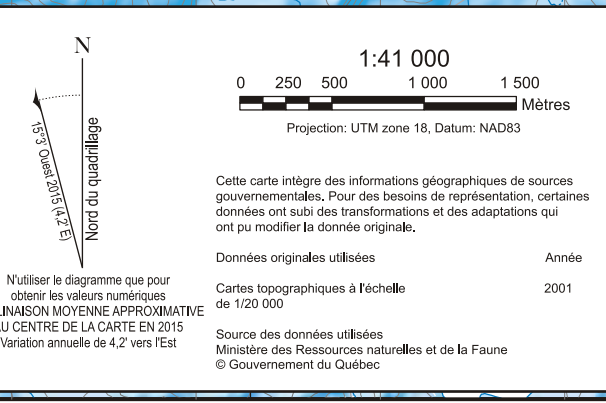 N
15°3' Ouest 2015 (4,2' E)
Nord du quadrillage
N'utiliser le diagramme que pour
obtenir les valeurs numériques
LINAISON MOYENNE APPROXIMATIVE
AU CENTRE DE LA CARTE EN 2015
Variation annuelle de 4,2' vers l'Est
1:41 000
0 250 500 1 000 1 500
Mètres
Projection: UTM zone 18, Datum: NAD83
Cette carte intègre des informations géographiques de sources
gouvernementales. Pour des besoins de représentation, certaines
données ont subi des transformations et des adaptations qui
ont pu modifier la donnée originale.
Données originales utilisées Année
Cartes topographiques à l'échelle 2001
de 1/20 000
Source des données utilisées
Ministère des Ressources naturelles et de la Faune
© Gouvernement du Québec